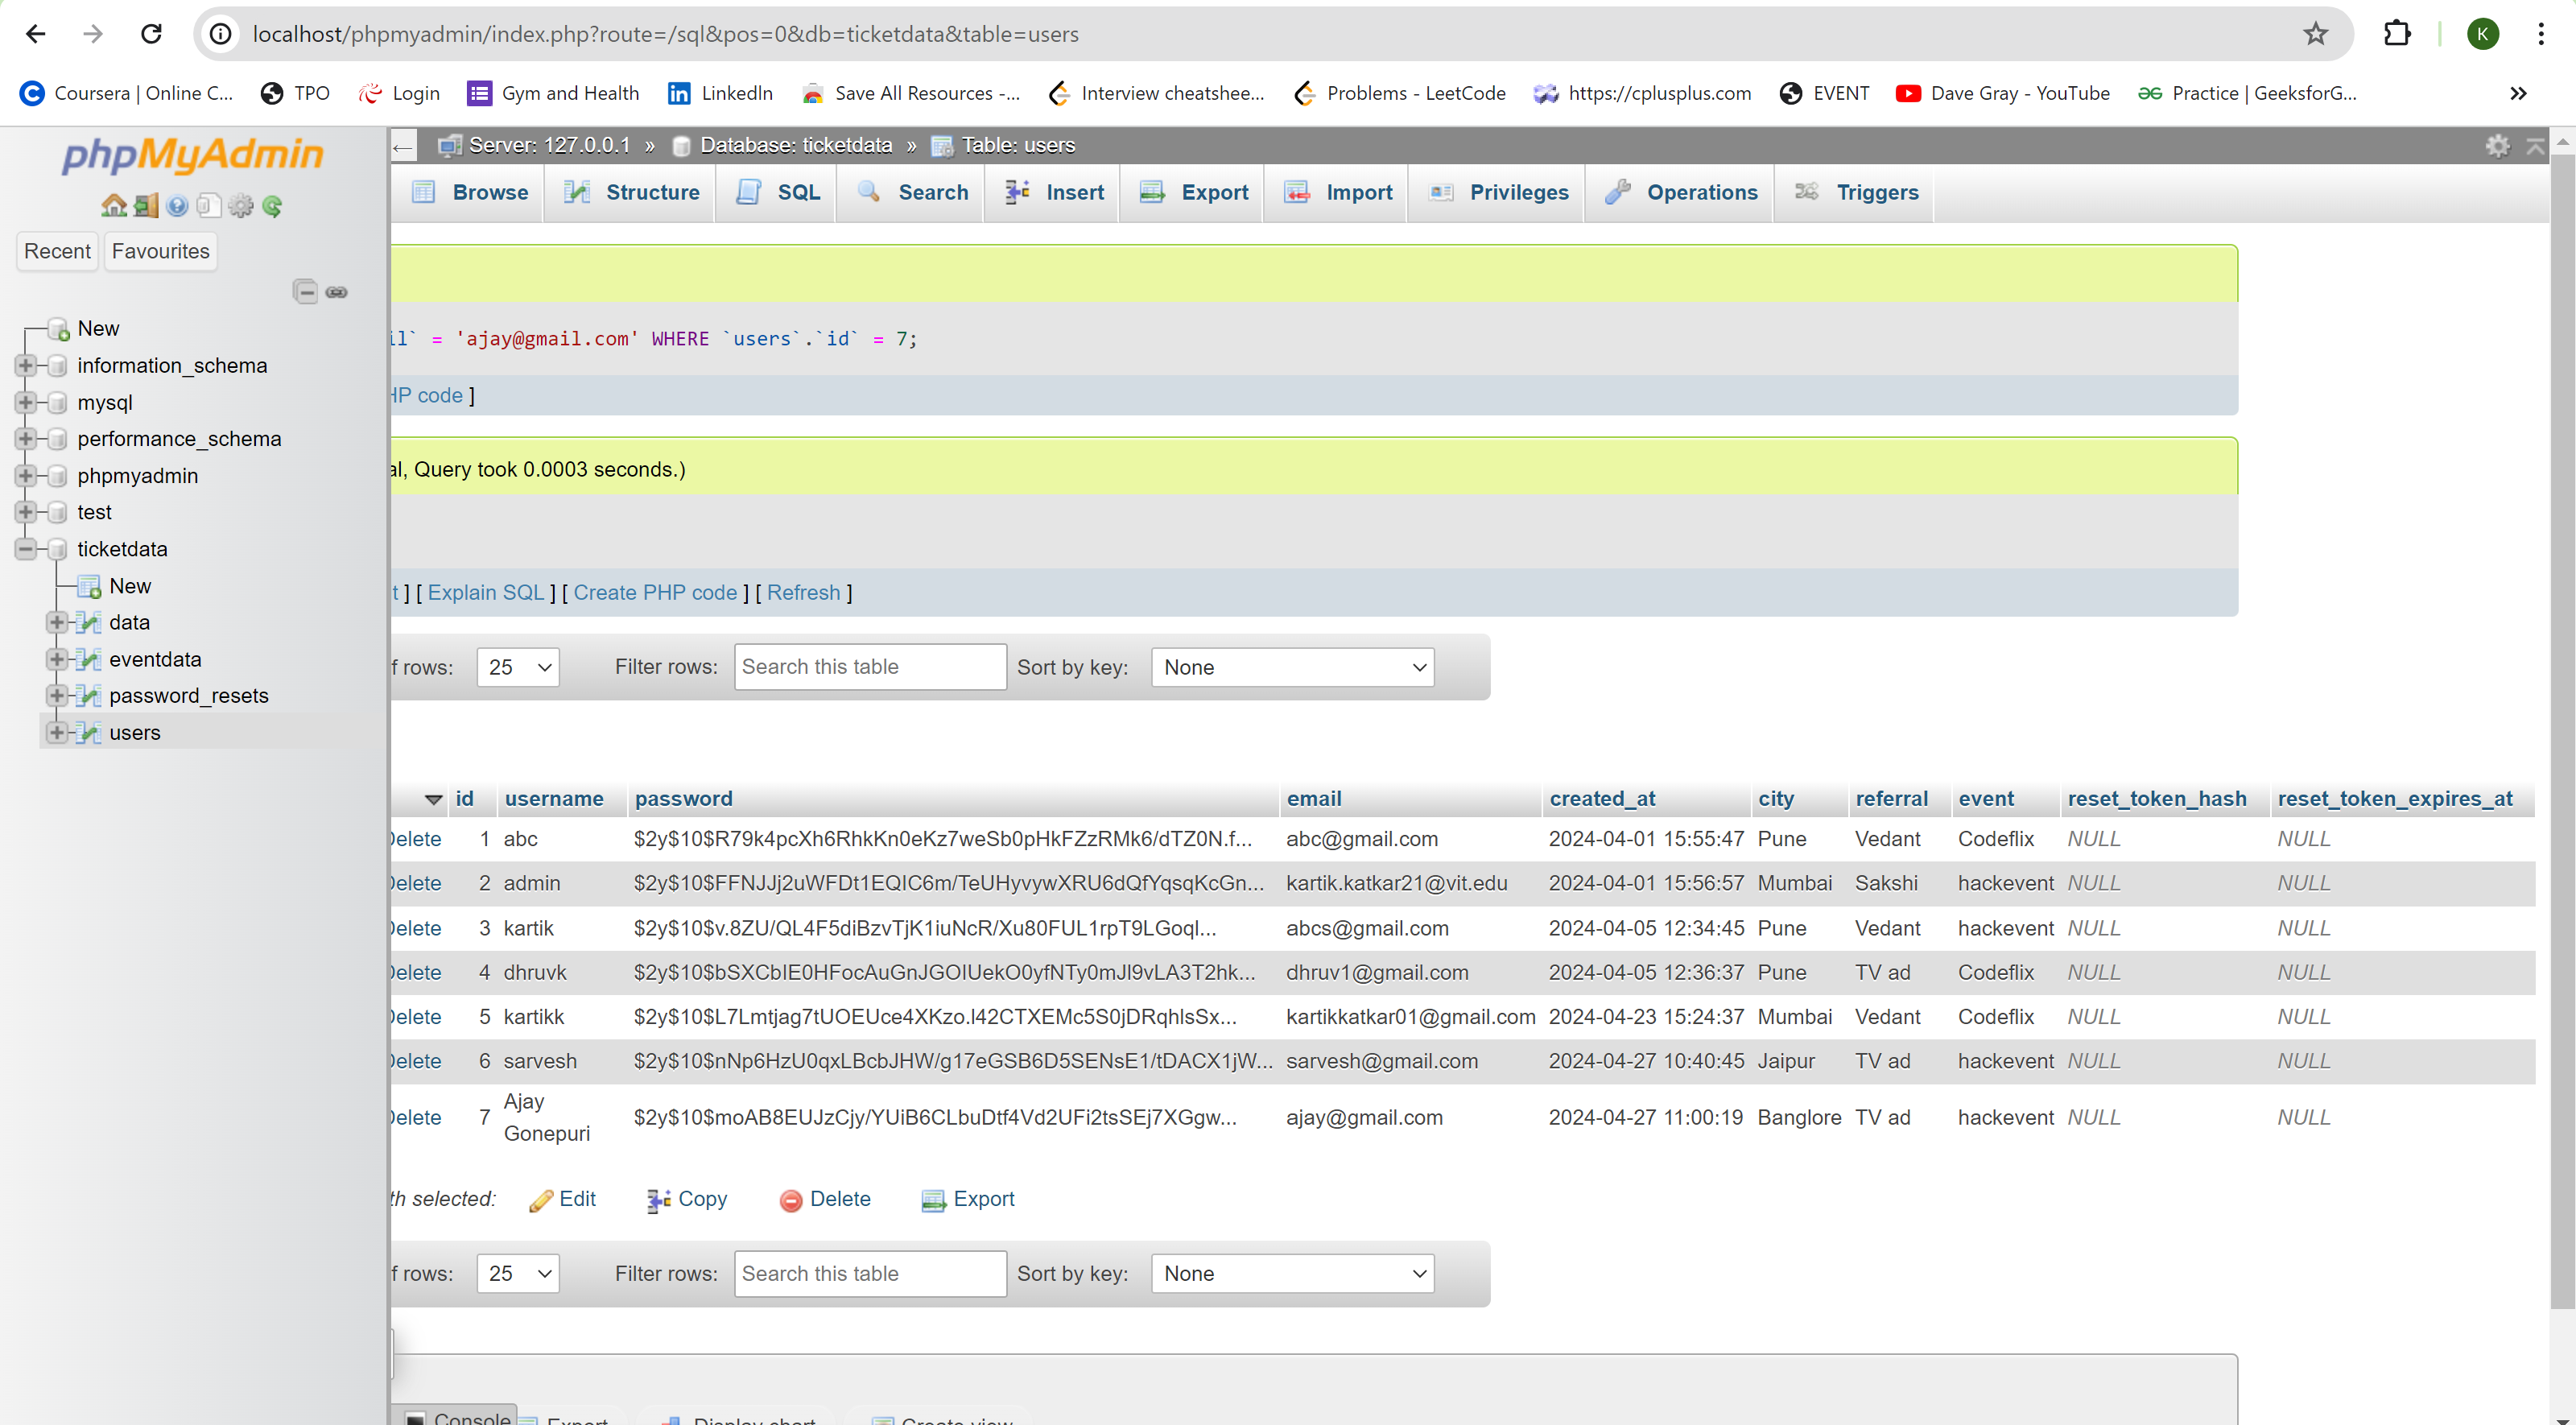 localhost/phpmyadmin/index.php?route=/sql&pos=0&db=ticketdata&table=users
K
Coursera | Online C... TPO Login Gym and Health LinkedIn Save All Resources -... Interview cheatshee... Problems - LeetCode https://cplusplus.com EVENT Dave Gray - YouTube Practice | GeeksforG...
phpMyAdmin
Recent Favourites
New
information_schema
mysql
performance_schema
phpmyadmin
test
ticketdata
New
data
eventdata
password_resets
users
Server: 127.0.0.1 » Database: ticketdata » Table: users
Browse Structure SQL Search Insert Export Import Privileges Operations Triggers
il` = 'ajay@gmail.com' WHERE `users`.`id` = 7;
HP code ]
al, Query took 0.0003 seconds.)
t ] [ Explain SQL ] [ Create PHP code ] [ Refresh ]
f rows: 25 Filter rows: Search this table Sort by key: None
id username password email created_at city referral event reset_token_hash reset_token_expires_at
Delete 1 abc $2y$10$R79k4pcXh6RhkKn0eKz7weSb0pHkFZzRMk6/dTZ0N.f... abc@gmail.com 2024-04-01 15:55:47 Pune Vedant Codeflix NULL NULL
Delete 2 admin $2y$10$FFNJJj2uWFDt1EQIC6m/TeUHyvywXRU6dQfYqsqKcGn... kartik.katkar21@vit.edu 2024-04-01 15:56:57 Mumbai Sakshi hackevent NULL NULL
Delete 3 kartik $2y$10$v.8ZU/QL4F5diBzvTjK1iuNcR/Xu80FUL1rpT9LGoqI... abcs@gmail.com 2024-04-05 12:34:45 Pune Vedant hackevent NULL NULL
Delete 4 dhruvk $2y$10$bSXCbIE0HFocAuGnJGOIUekO0yfNTy0mJl9vLA3T2hk... dhruv1@gmail.com 2024-04-05 12:36:37 Pune TV ad Codeflix NULL NULL
Delete 5 kartikk $2y$10$L7Lmtjag7tUOEUce4XKzo.l42CTXEMc5S0jDRqhlsSx... kartikkatkar01@gmail.com 2024-04-23 15:24:37 Mumbai Vedant Codeflix NULL NULL
Delete 6 sarvesh $2y$10$nNp6HzU0qxLBcbJHW/g17eGSB6D5SENsE1/tDACX1jW... sarvesh@gmail.com 2024-04-27 10:40:45 Jaipur TV ad hackevent NULL NULL
Delete 7 Ajay Gonepuri $2y$10$moAB8EUJzCjy/YUiB6CLbuDtf4Vd2UFi2tsSEj7XGgw... ajay@gmail.com 2024-04-27 11:00:19 Banglore TV ad hackevent NULL NULL
th selected: Edit Copy Delete Export
f rows: 25 Filter rows: Search this table Sort by key: None
Console Export Display chart Create view